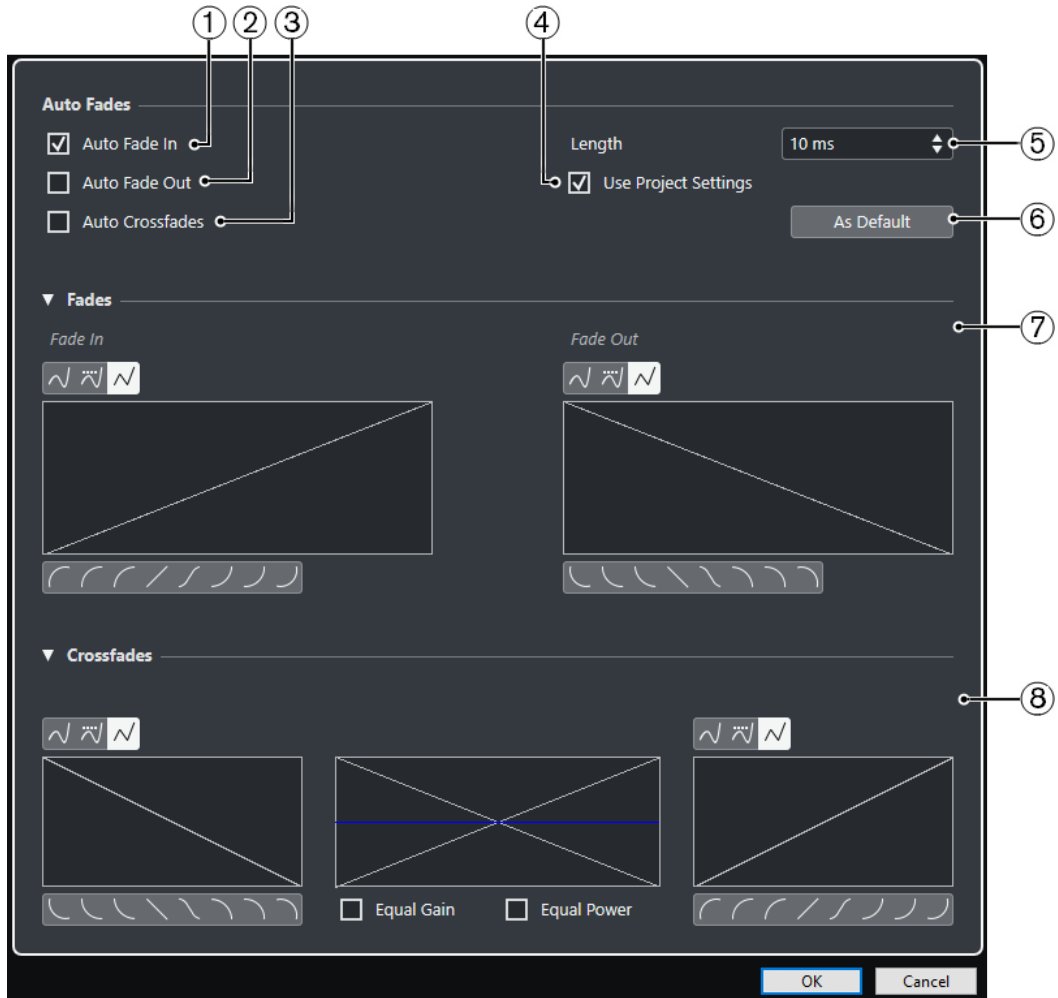 ① ② ③ ④
Auto Fades
Auto Fade In
Length 10 ms ⑤
Auto Fade Out
Use Project Settings
Auto Crossfades
As Default ⑥
▼ Fades
⑦
Fade In Fade Out
▼ Crossfades
⑧
Equal Gain Equal Power
OK Cancel